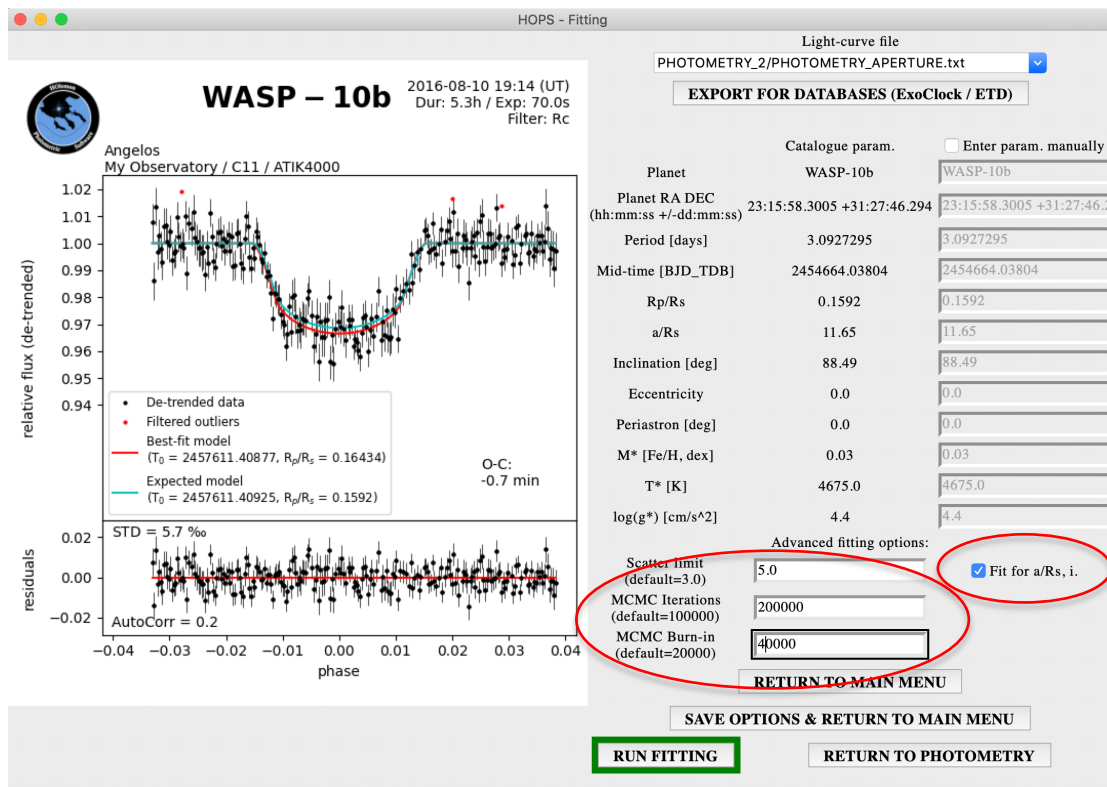 HOPS - Fitting
HOlomon
Photometric Software
WASP − 10b
2016-08-10 19:14 (UT)
Dur: 5.3h / Exp: 70.0s
Filter: Rc
Angelos
My Observatory / C11 / ATIK4000
relative flux (de-trended)
1.02
1.01
1.00
0.99
0.98
0.97
0.96
0.95
0.94
De-trended data
Filtered outliers
Best-fit model
(T0 = 2457611.40877, Rp/Rs = 0.16434)
Expected model
(T0 = 2457611.40925, Rp/Rs = 0.1592)
O-C:
-0.7 min
residuals
0.02
0.00
−0.02
STD = 5.7 ‰
AutoCorr = 0.2
−0.04 −0.03 −0.02 −0.01 0.00 0.01 0.02 0.03 0.04
phase
Light-curve file
PHOTOMETRY_2/PHOTOMETRY_APERTURE.txt
EXPORT FOR DATABASES (ExoClock / ETD)
Catalogue param. Enter param. manually
Planet WASP-10b WASP-10b
Planet RA DEC
(hh:mm:ss +/-dd:mm:ss) 23:15:58.3005 +31:27:46.294 23:15:58.3005 +31:27:46.2
Period [days] 3.0927295 3.0927295
Mid-time [BJD_TDB] 2454664.03804 2454664.03804
Rp/Rs 0.1592 0.1592
a/Rs 11.65 11.65
Inclination [deg] 88.49 88.49
Eccentricity 0.0 0.0
Periastron [deg] 0.0 0.0
M* [Fe/H, dex] 0.03 0.03
T* [K] 4675.0 4675.0
log(g*) [cm/s^2] 4.4 4.4
Advanced fitting options:
Scatter limit
(default=3.0) 5.0 Fit for a/Rs, i.
MCMC Iterations
(default=100000) 200000
MCMC Burn-in
(default=20000) 40000
RETURN TO MAIN MENU
SAVE OPTIONS & RETURN TO MAIN MENU
RUN FITTING RETURN TO PHOTOMETRY